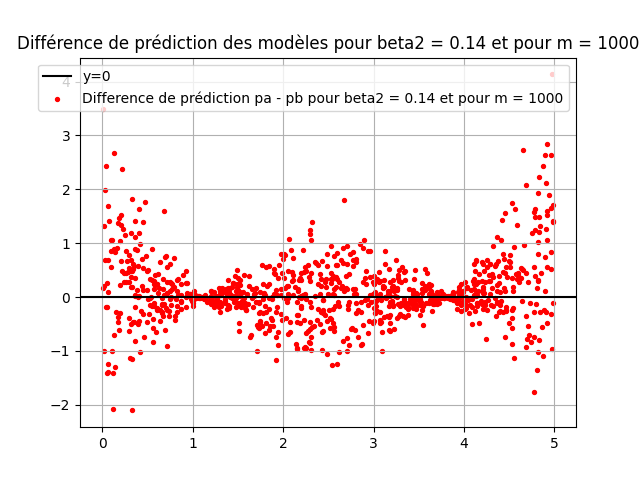 Différence de prédiction des modèles pour beta2 = 0.14 et pour m = 1000
y=0
Difference de prédiction pa - pb pour beta2 = 0.14 et pour m = 1000
4
3
2
1
0
−1
−2
0 1 2 3 4 5